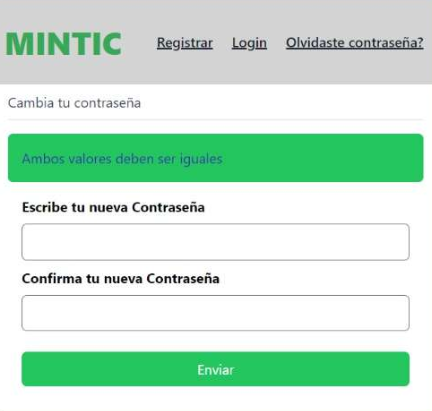 MINTIC Registrar Login Olvidaste contraseña?
Cambia tu contraseña
Ambos valores deben ser iguales
Escribe tu nueva Contraseña
Confirma tu nueva Contraseña
Enviar